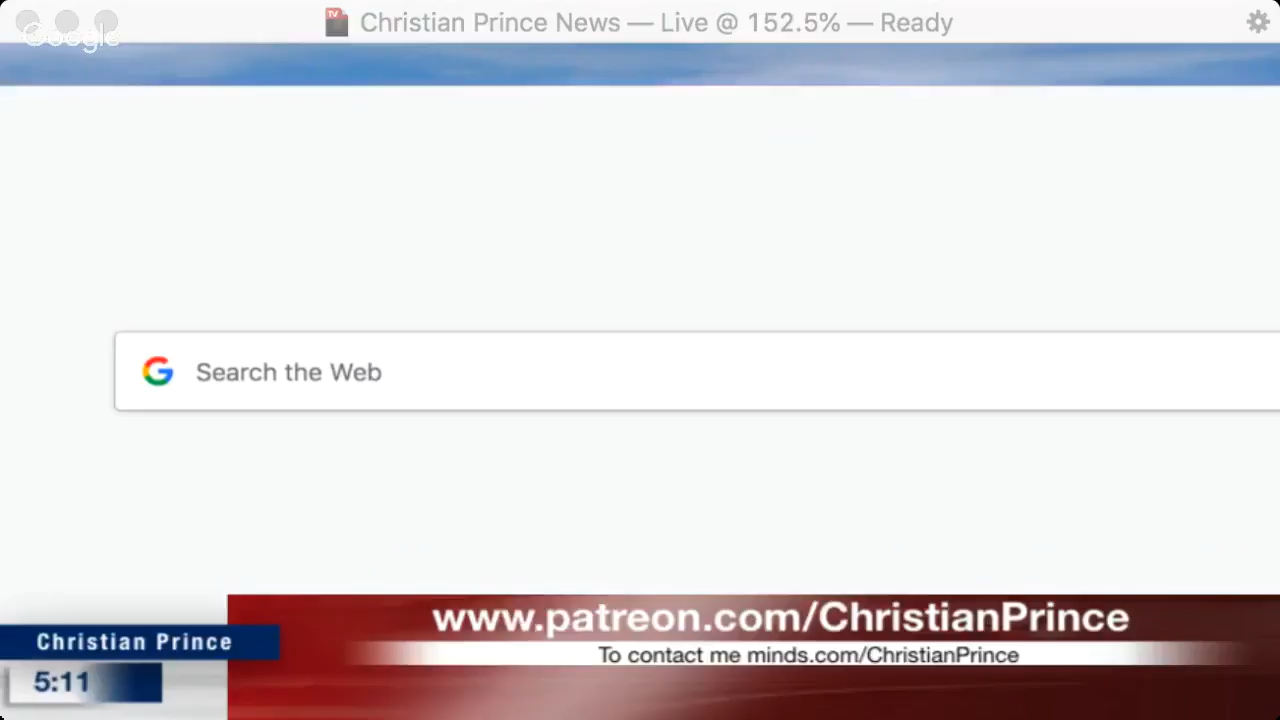 Christian Prince News — Live @ 152.5% — Ready
Google
Search the Web
www.patreon.com/ChristianPrince
To contact me minds.com/ChristianPrince
Christian Prince
5:11